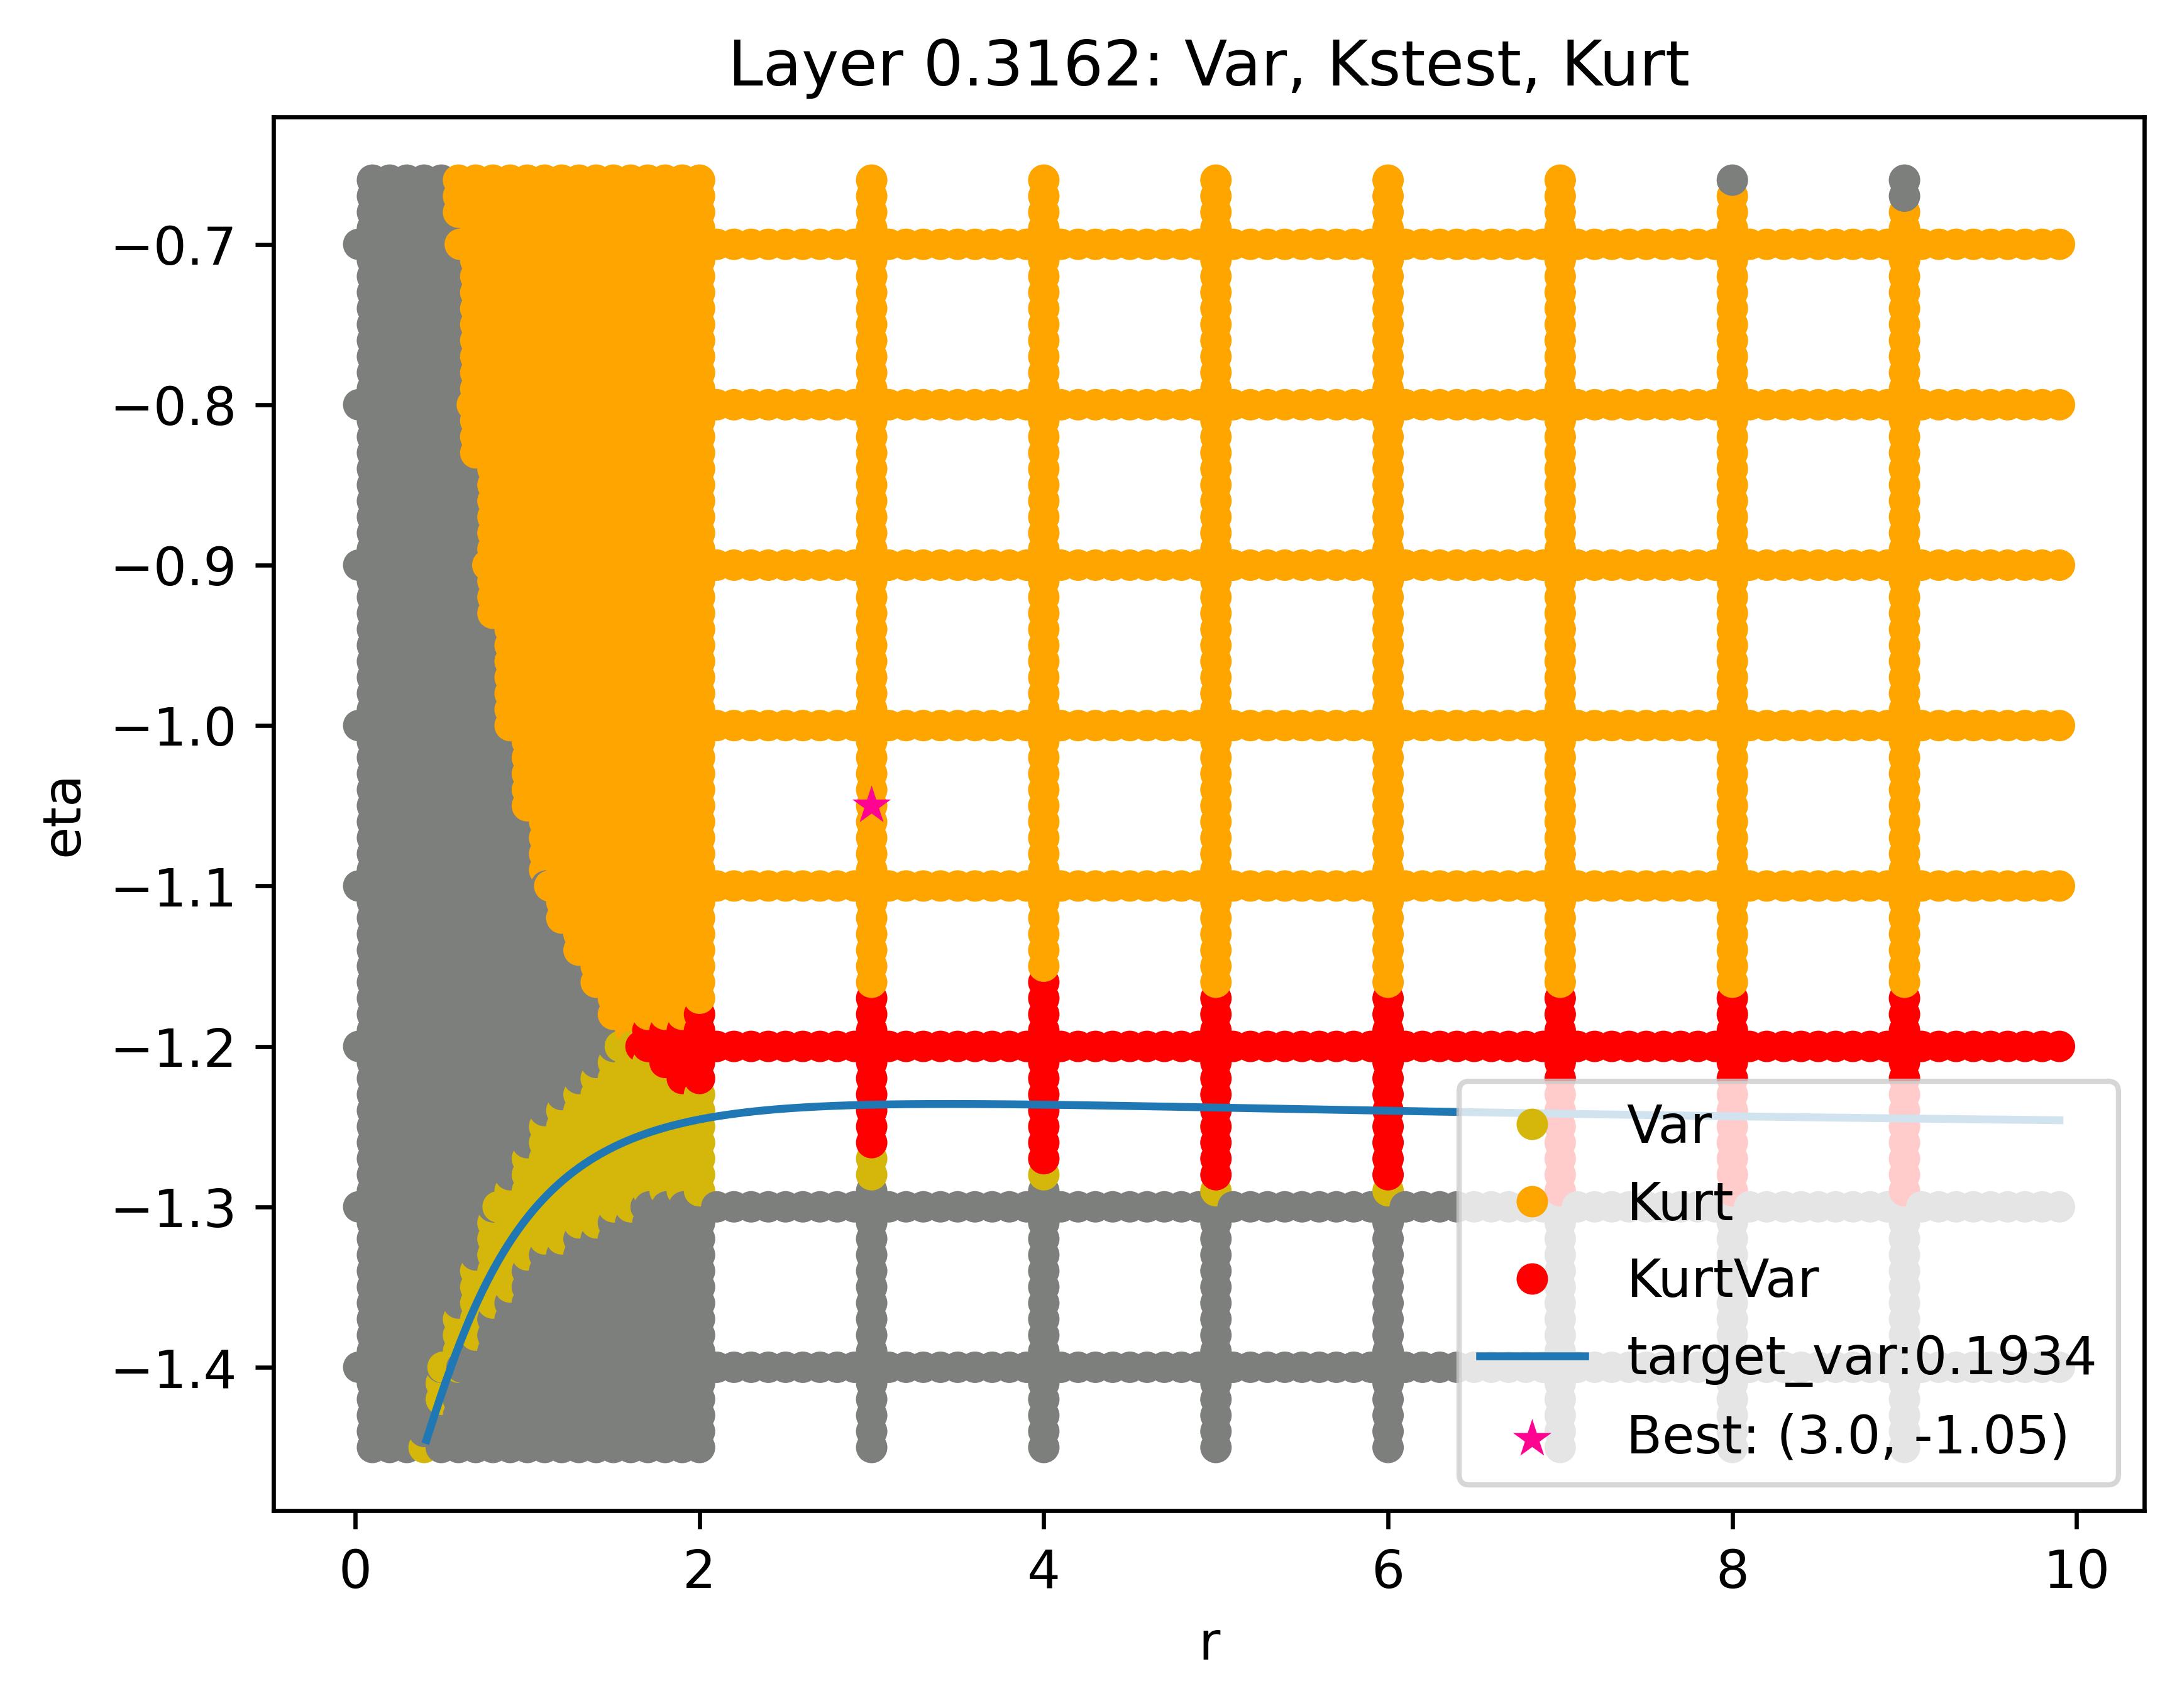 Layer 0.3162: Var, Kstest, Kurt
eta
−0.7
−0.8
−0.9
−1.0
−1.1
−1.2
−1.3
−1.4
Var
Kurt
KurtVar
target_var:0.1934
Best: (3.0, -1.05)
0 2 4 6 8 10
r